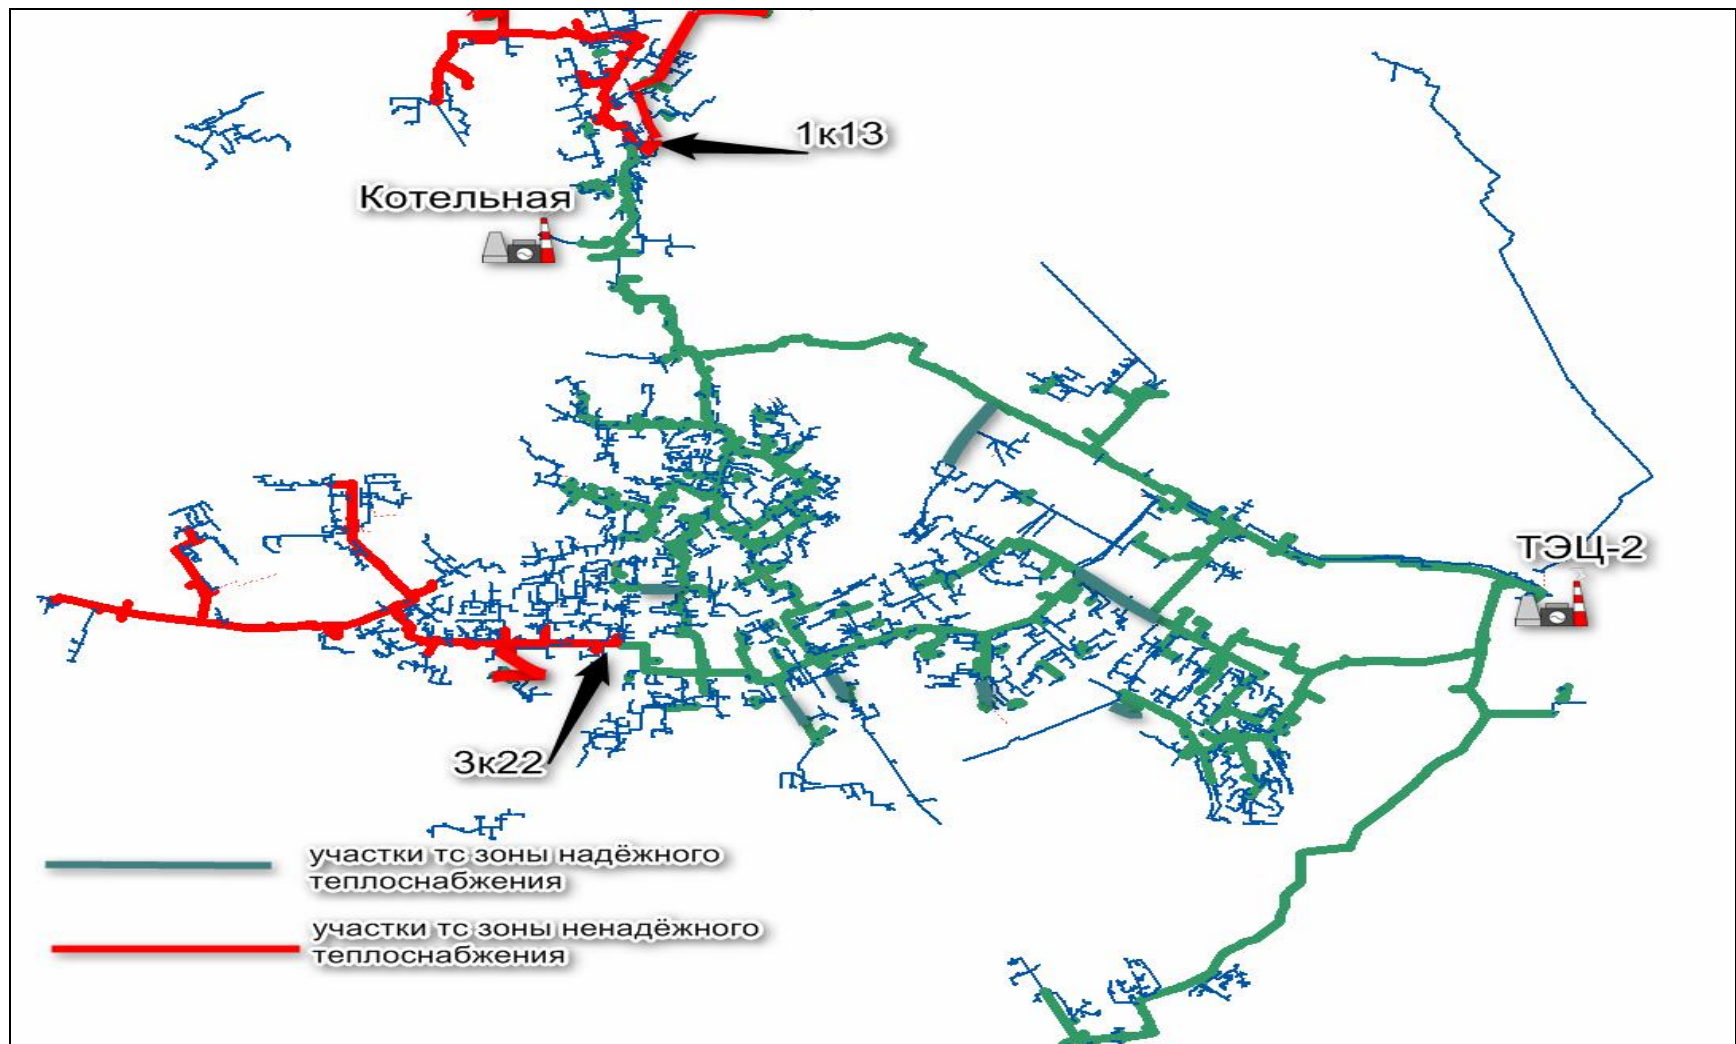 1к13
Котельная
ТЭЦ-2
3к22
участки тс зоны надёжного
теплоснабжения
участки тс зоны ненадёжного
теплоснабжения